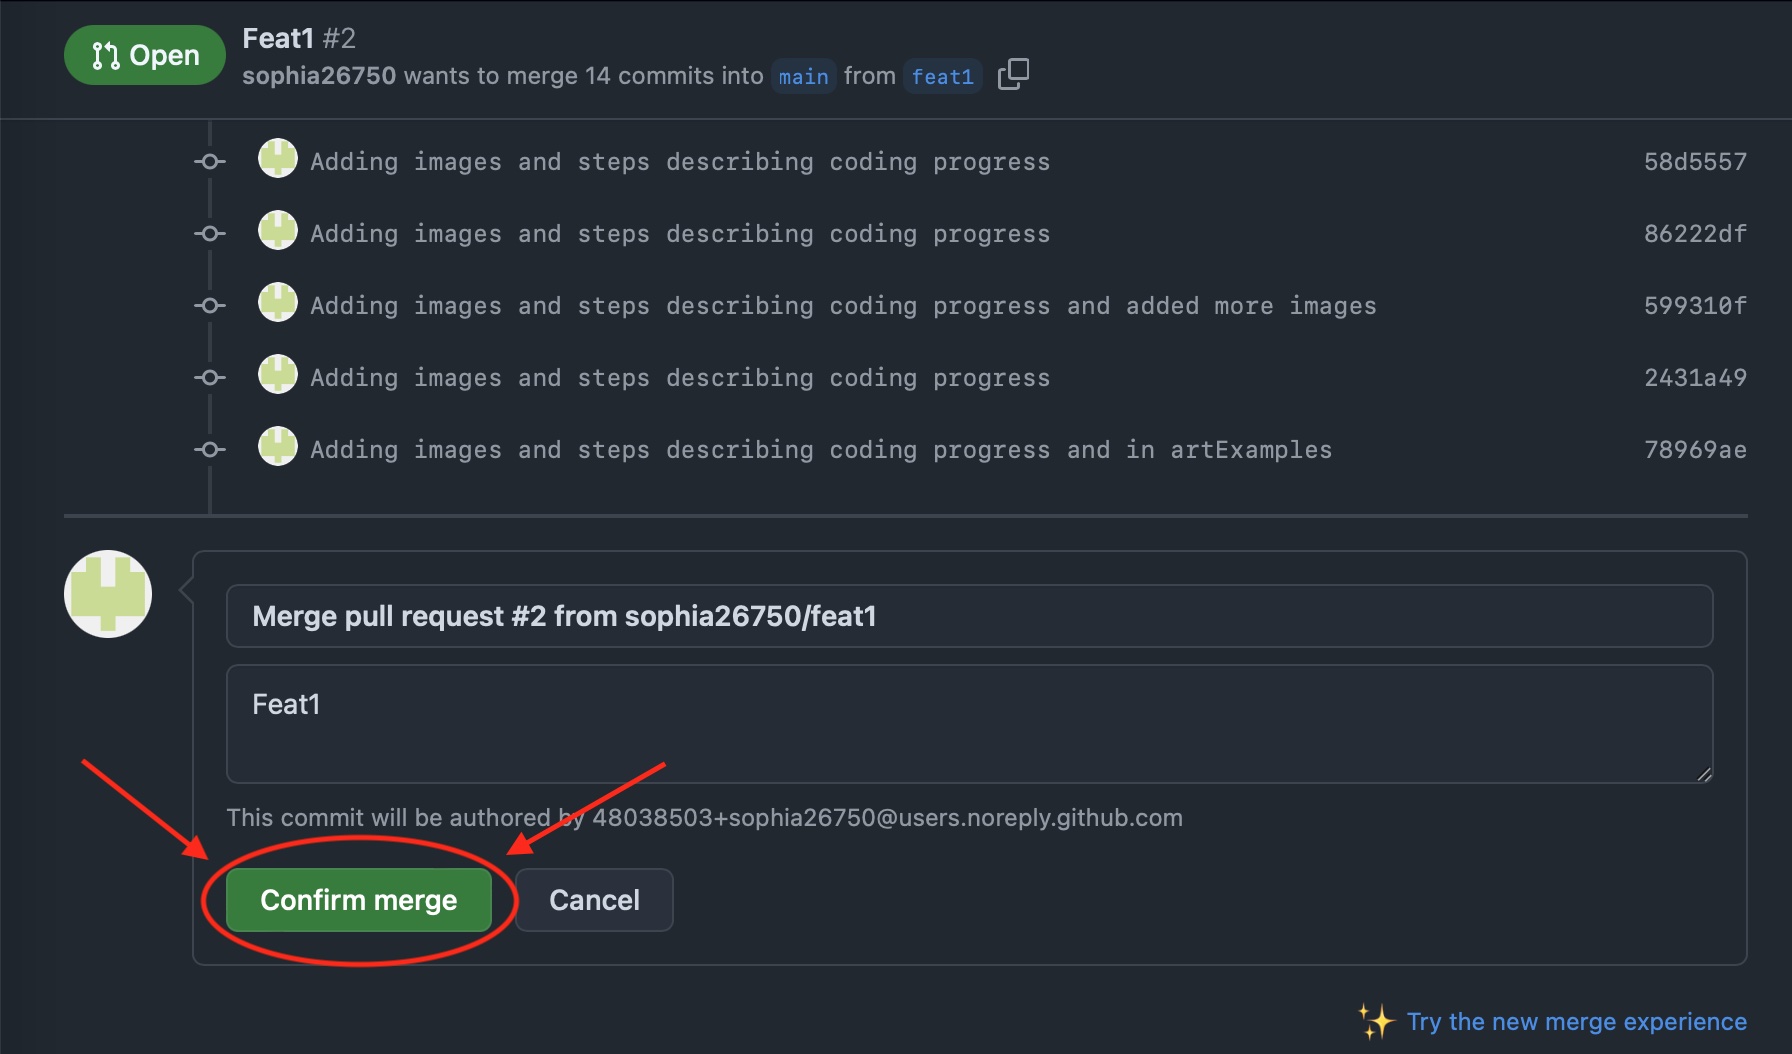 Open
Feat1 #2
sophia26750 wants to merge 14 commits into main from feat1
Adding images and steps describing coding progress 58d5557
Adding images and steps describing coding progress 86222df
Adding images and steps describing coding progress and added more images 599310f
Adding images and steps describing coding progress 2431a49
Adding images and steps describing coding progress and in artExamples 78969ae
Merge pull request #2 from sophia26750/feat1
Feat1
This commit will be authored by 48038503+sophia26750@users.noreply.github.com
Confirm merge Cancel
Try the new merge experience